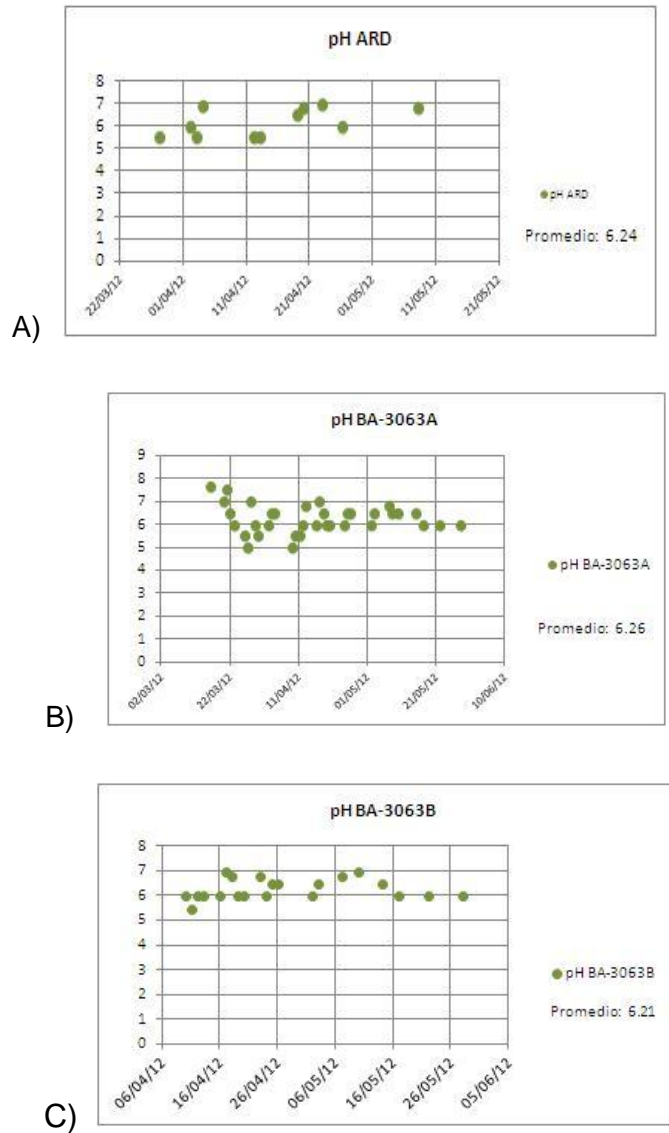 pH ARD
8
7
6
5
4
3
2
1
0
22/03/12 01/04/12 11/04/12 21/04/12 01/05/12 11/05/12 21/05/12
pH ARD
Promedio: 6.24
A)
pH BA-3063A
9
8
7
6
5
4
3
2
1
0
02/03/12 22/03/12 11/04/12 01/05/12 21/05/12 10/06/12
pH BA-3063A
Promedio: 6.26
B)
pH BA-3063B
8
7
6
5
4
3
2
1
0
06/04/12 16/04/12 26/04/12 06/05/12 16/05/12 26/05/12 05/06/12
pH BA-3063B
Promedio: 6.21
C)